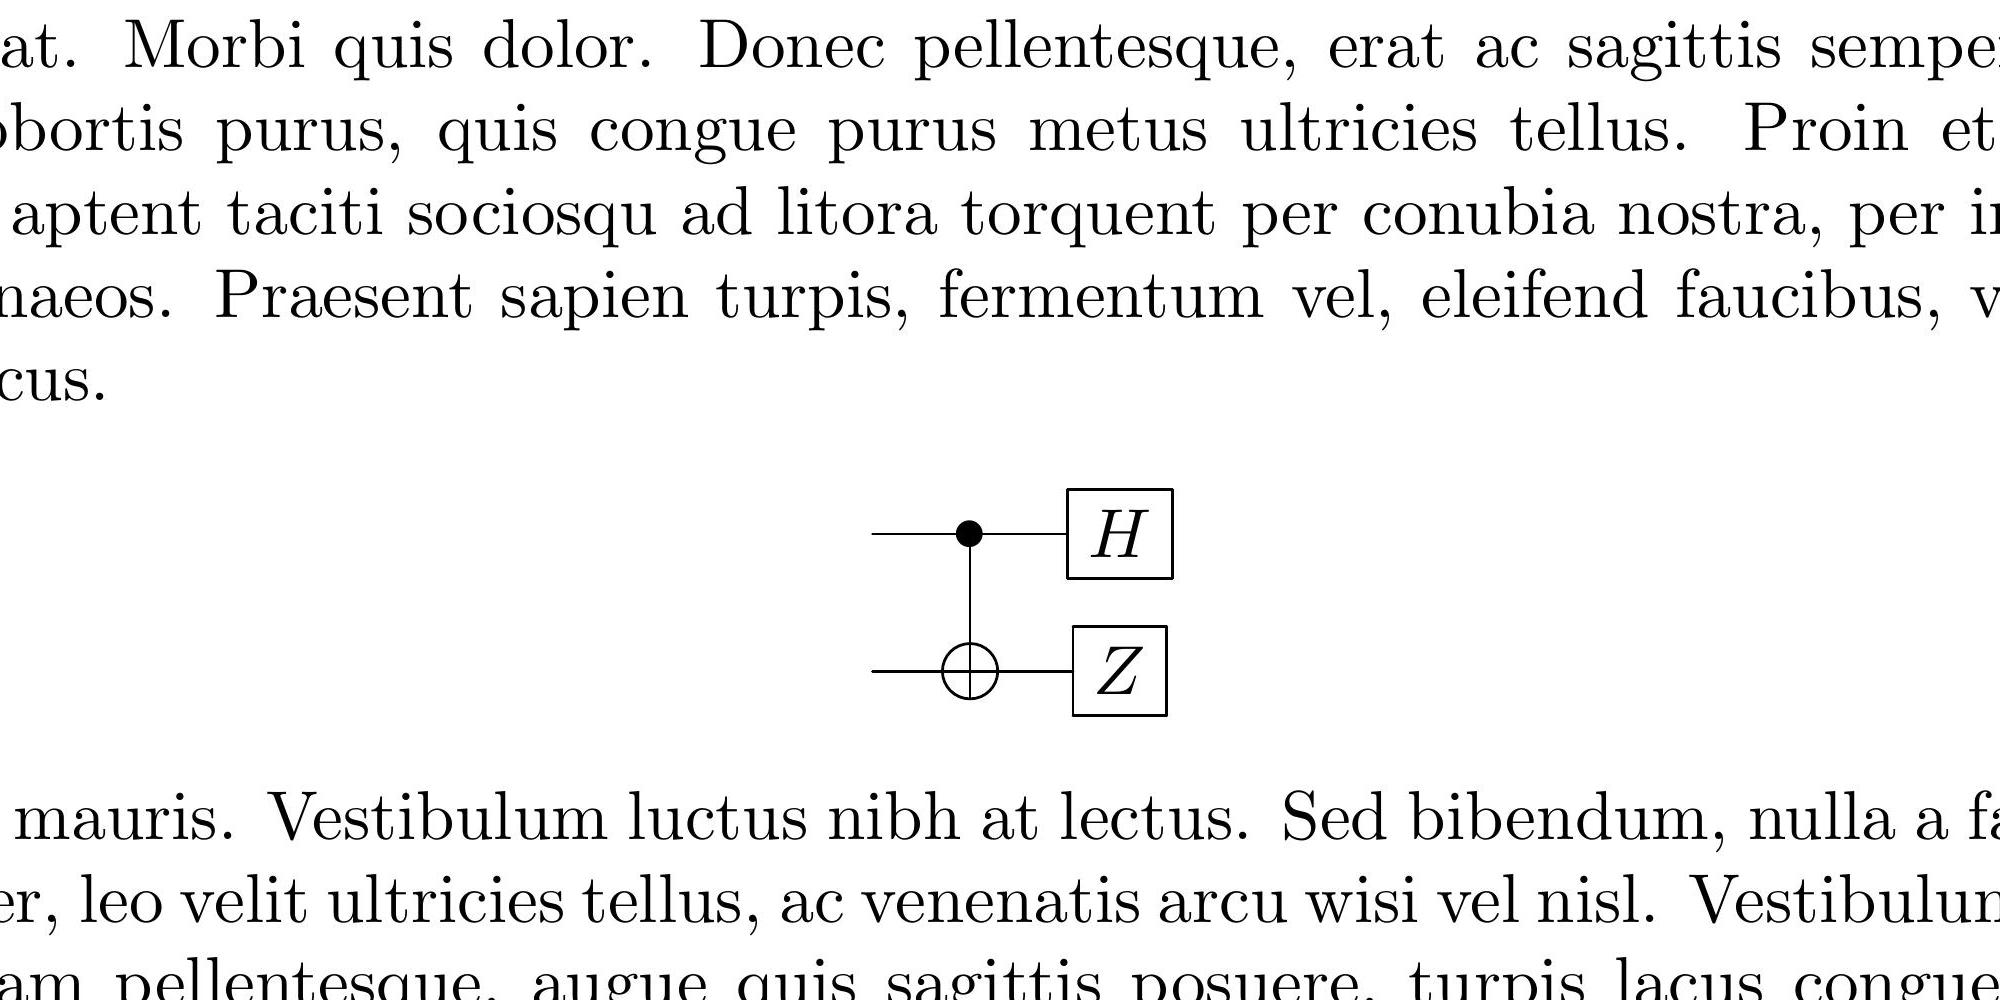 at. Morbi quis dolor. Donec pellentesque, erat ac sagittis sempe
obortis purus, quis congue purus metus ultricies tellus. Proin et
aptent taciti sociosqu ad litora torquent per conubia nostra, per in
naeos. Praesent sapien turpis, fermentum vel, eleifend faucibus, v
cus.
H
Z
mauris. Vestibulum luctus nibh at lectus. Sed bibendum, nulla a fa
er, leo velit ultricies tellus, ac venenatis arcu wisi vel nisl. Vestibulum
am pellentesque, augue quis sagittis posuere, turpis lacus congue